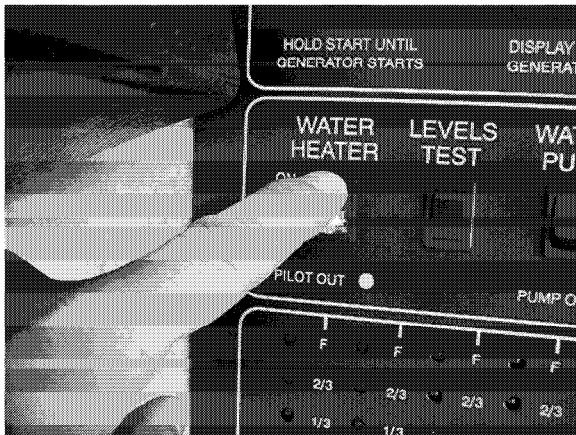 HOLD START UNTIL
GENERATOR STARTS
DISPLAY
WATER
HEATER
LEVELS
TEST
PILOT OUT
F F F F
2/3 2/3 2/3 2/3
1/3 1/3